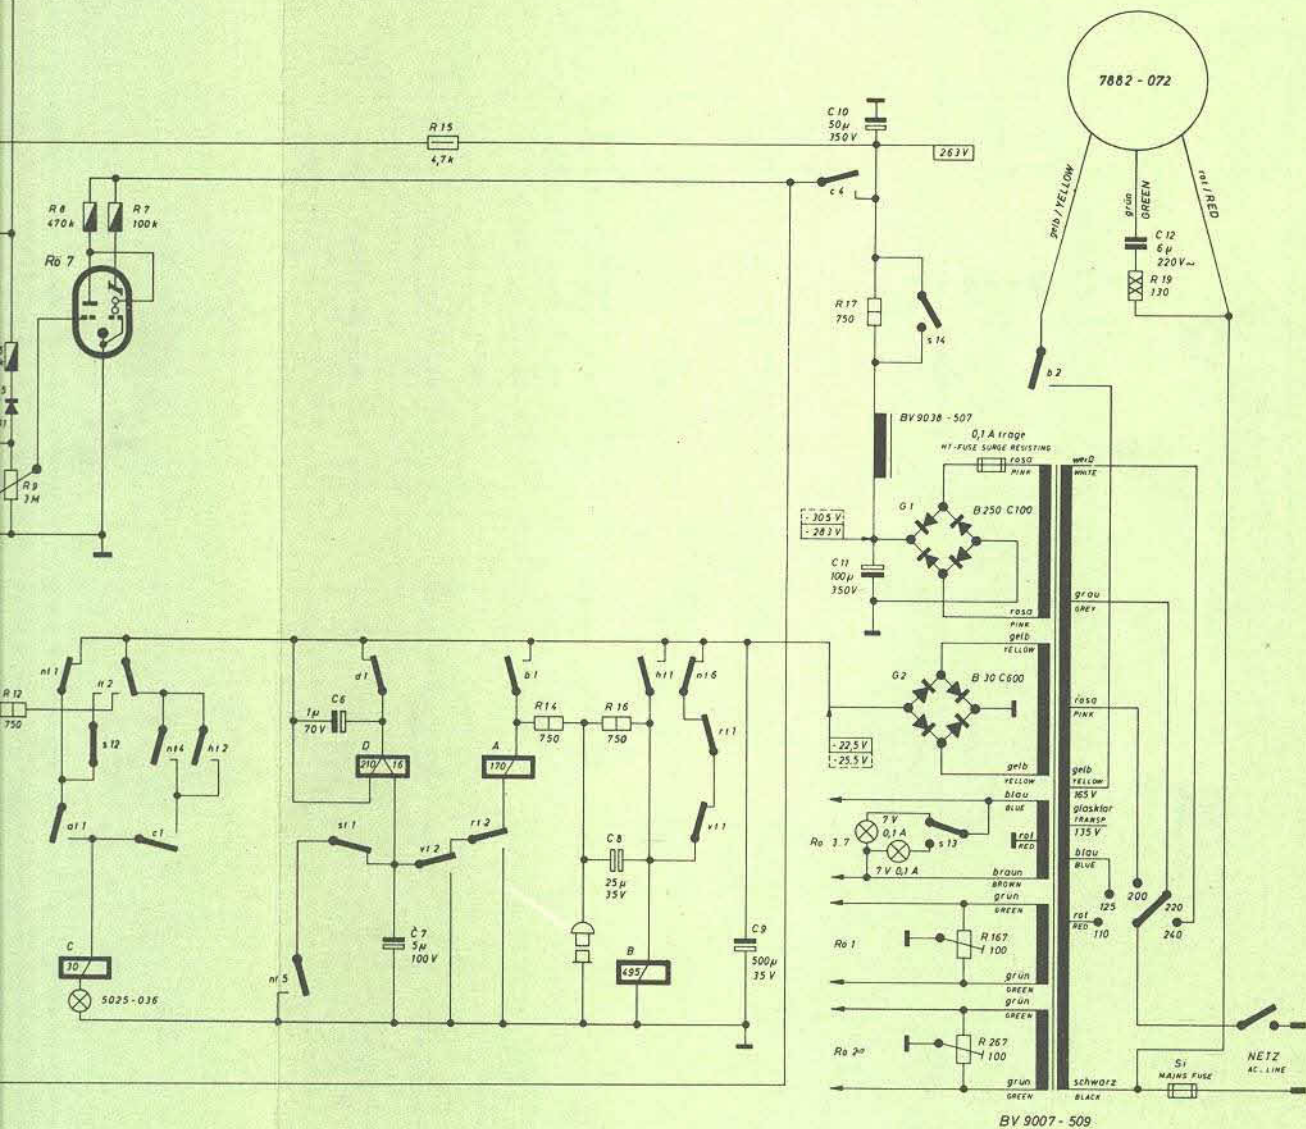 7882 - 072
gelb / YELLOW
grün
GREEN
rot / RED
C 12
6 µ
220 V~
R 19
130
C 10
50 µ
350 V
263 V
R 15
4,7 k
c 4
R 8
470 k
R 7
100 k
Rö 7
R 9
3 M
R 17
750
s 14
b 2
BV 9038 - 507
0,1 A träge
HT-FUSE SURGE RESISTING
rosa
PINK
weiß
WHITE
G 1
B 250 C 100
- 305 V
- 283 V
C 11
100 µ
350 V
rosa
PINK
grau
GREY
gelb
YELLOW
G 2
B 30 C 600
rosa
PINK
- 22,5 V
- 25,5 V
gelb
YELLOW
gelb
YELLOW
165 V
glasklar
TRANSP
135 V
blau
BLUE
7 V
0,1 A
s 13
rot
RED
Rö 3.7
7 V 0,1 A
braun
BROWN
blau
BLUE
125
200
220
rot
RED
110
240
grün
GREEN
Rö 1
R 167
100
grün
GREEN
grün
GREEN
Rö 2
R 267
100
grün
GREEN
schwarz
BLACK
Si
MAINS FUSE
NETZ
AC. LINE
BV 9007 - 509
nt 1
R 12
750
s 12
nt 4
ht 2
at 1
c 1
C
30
5025 - 036
d 1
C 6
1 µ
70 V
D
210
16
b 1
R 14
750
R 16
750
A
170
ht 1
nt 6
rt 1
st 1
vt 2
rt 2
vt 1
C 8
25 µ
35 V
C 7
5 µ
100 V
nt 5
B
495
C 9
500 µ
35 V